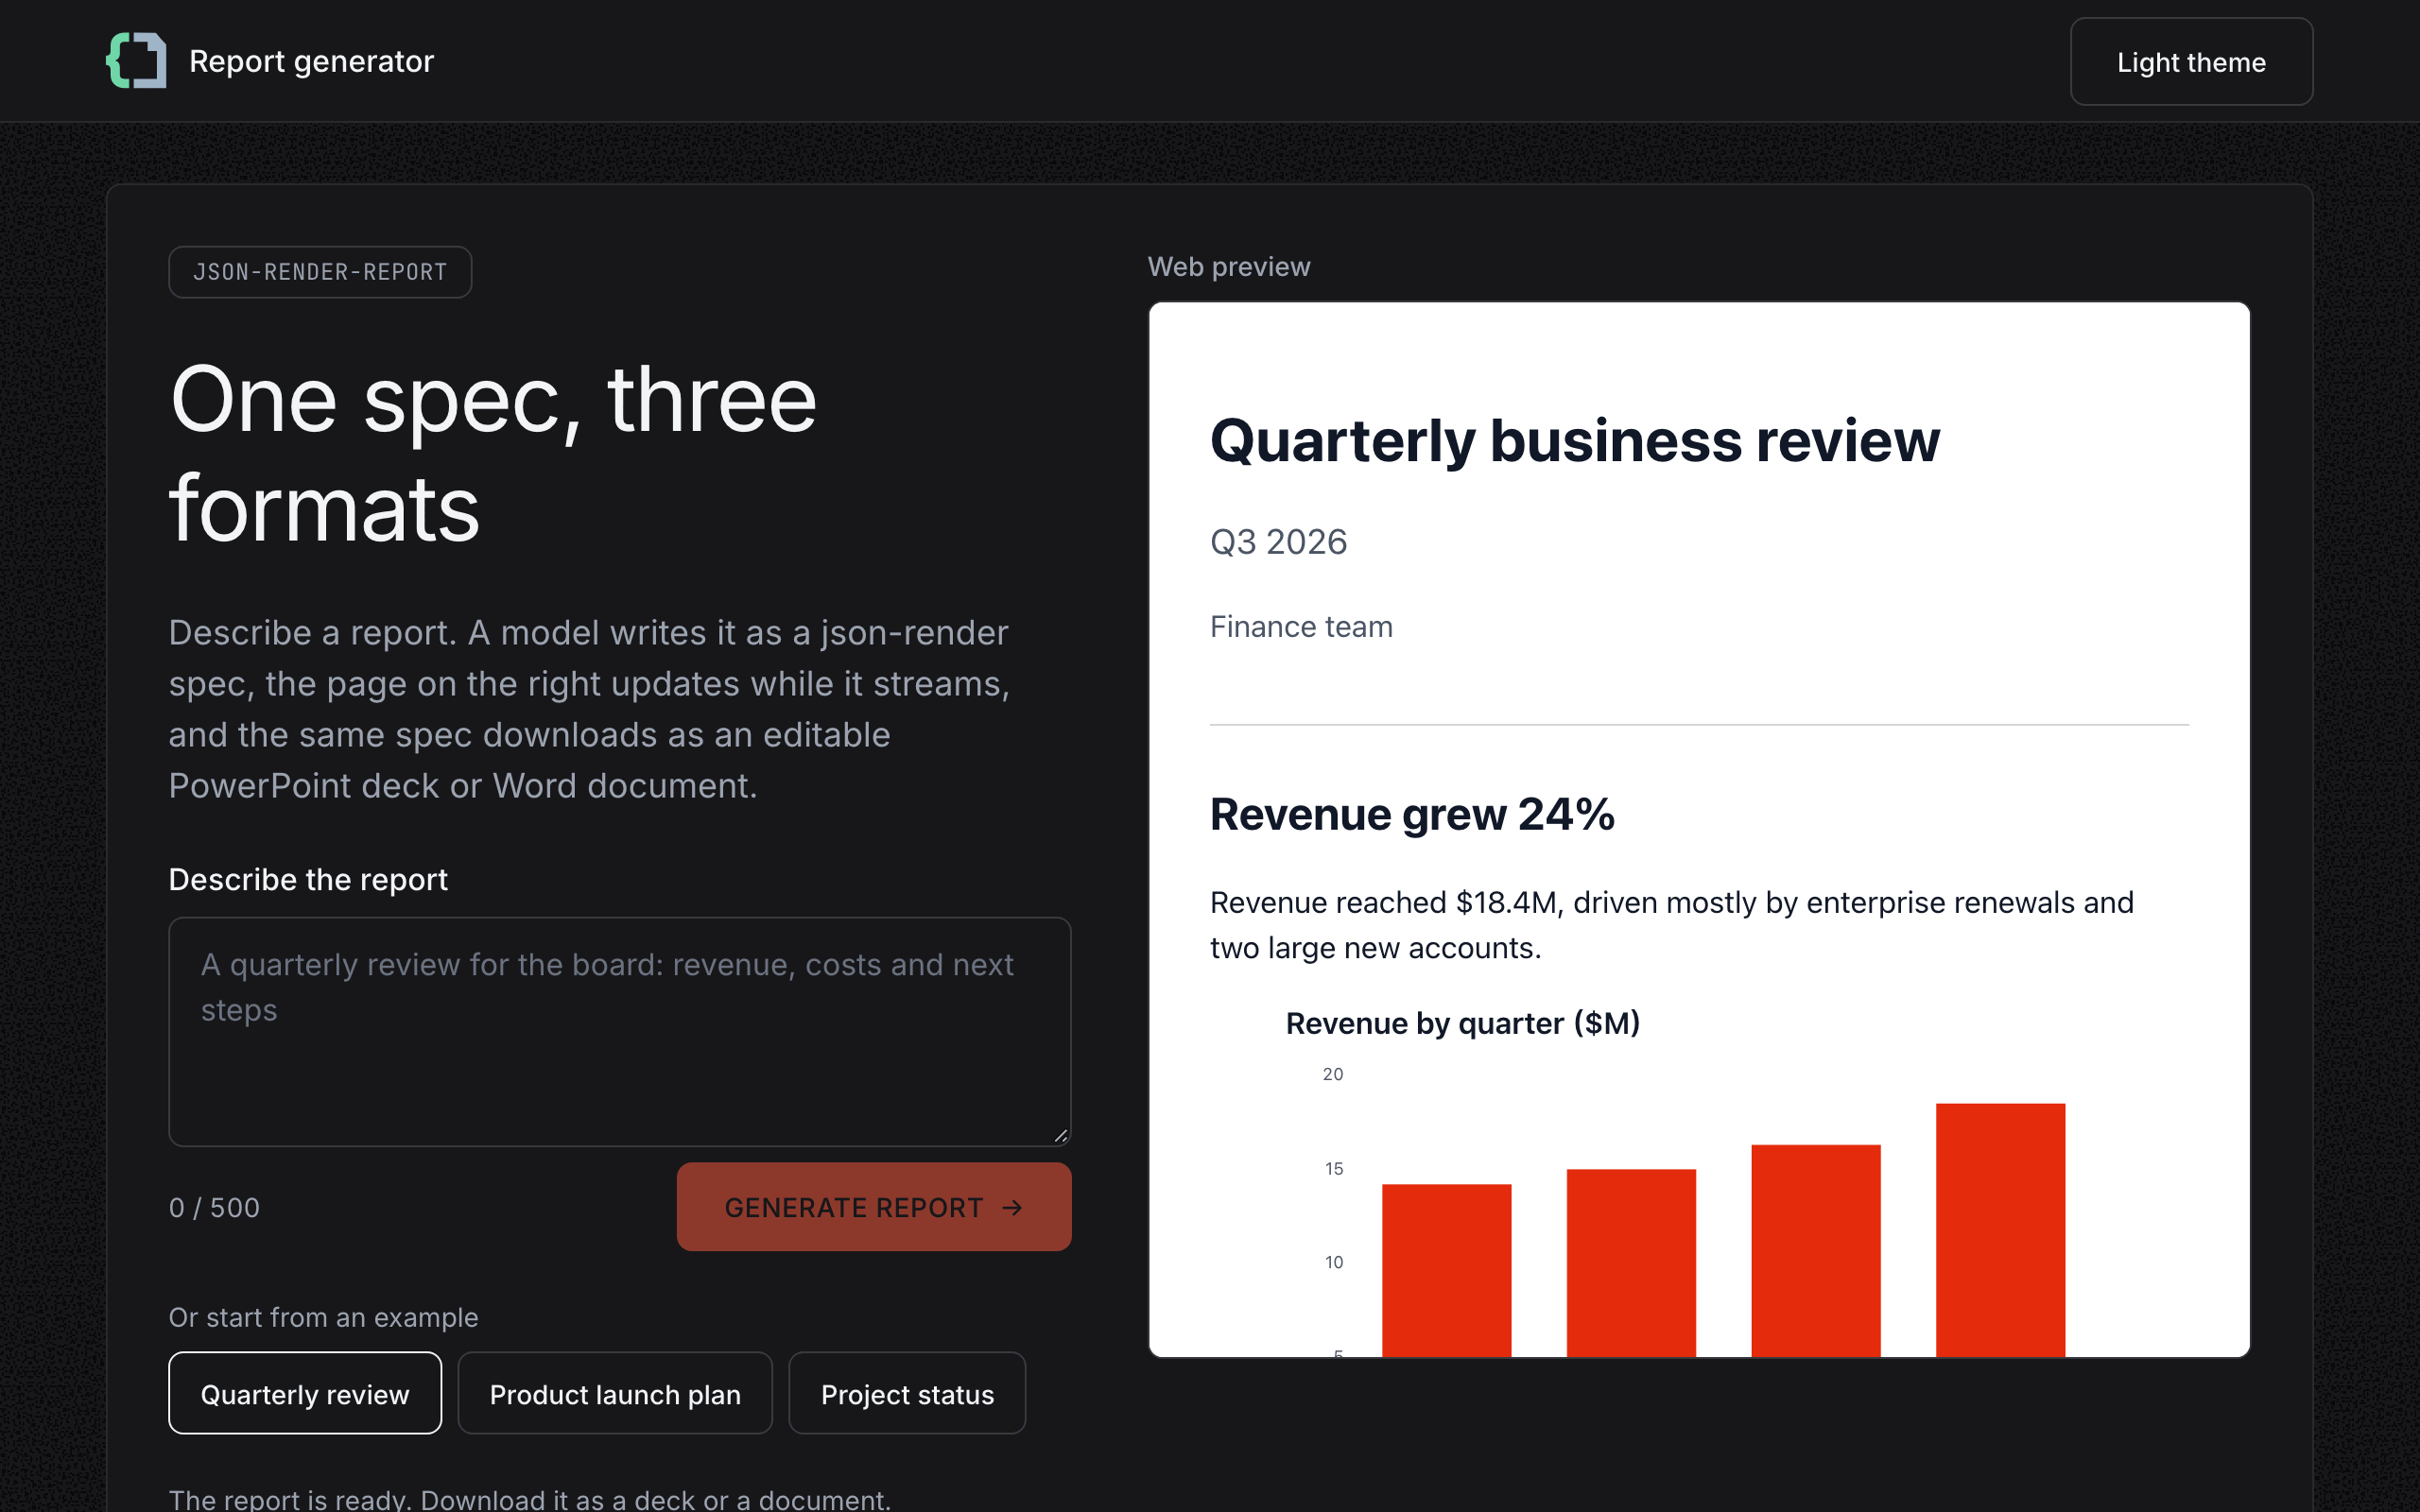 Report generator
Light theme
JSON-RENDER-REPORT
One spec, three
formats
Describe a report. A model writes it as a json-render
spec, the page on the right updates while it streams,
and the same spec downloads as an editable
PowerPoint deck or Word document.
Describe the report
A quarterly review for the board: revenue, costs and next
steps
0 / 500
GENERATE REPORT →
Or start from an example
Quarterly review
Product launch plan
Project status
The report is ready. Download it as a deck or a document.
Web preview
Quarterly business review
Q3 2026
Finance team
Revenue grew 24%
Revenue reached $18.4M, driven mostly by enterprise renewals and
two large new accounts.
Revenue by quarter ($M)
20
15
10
5